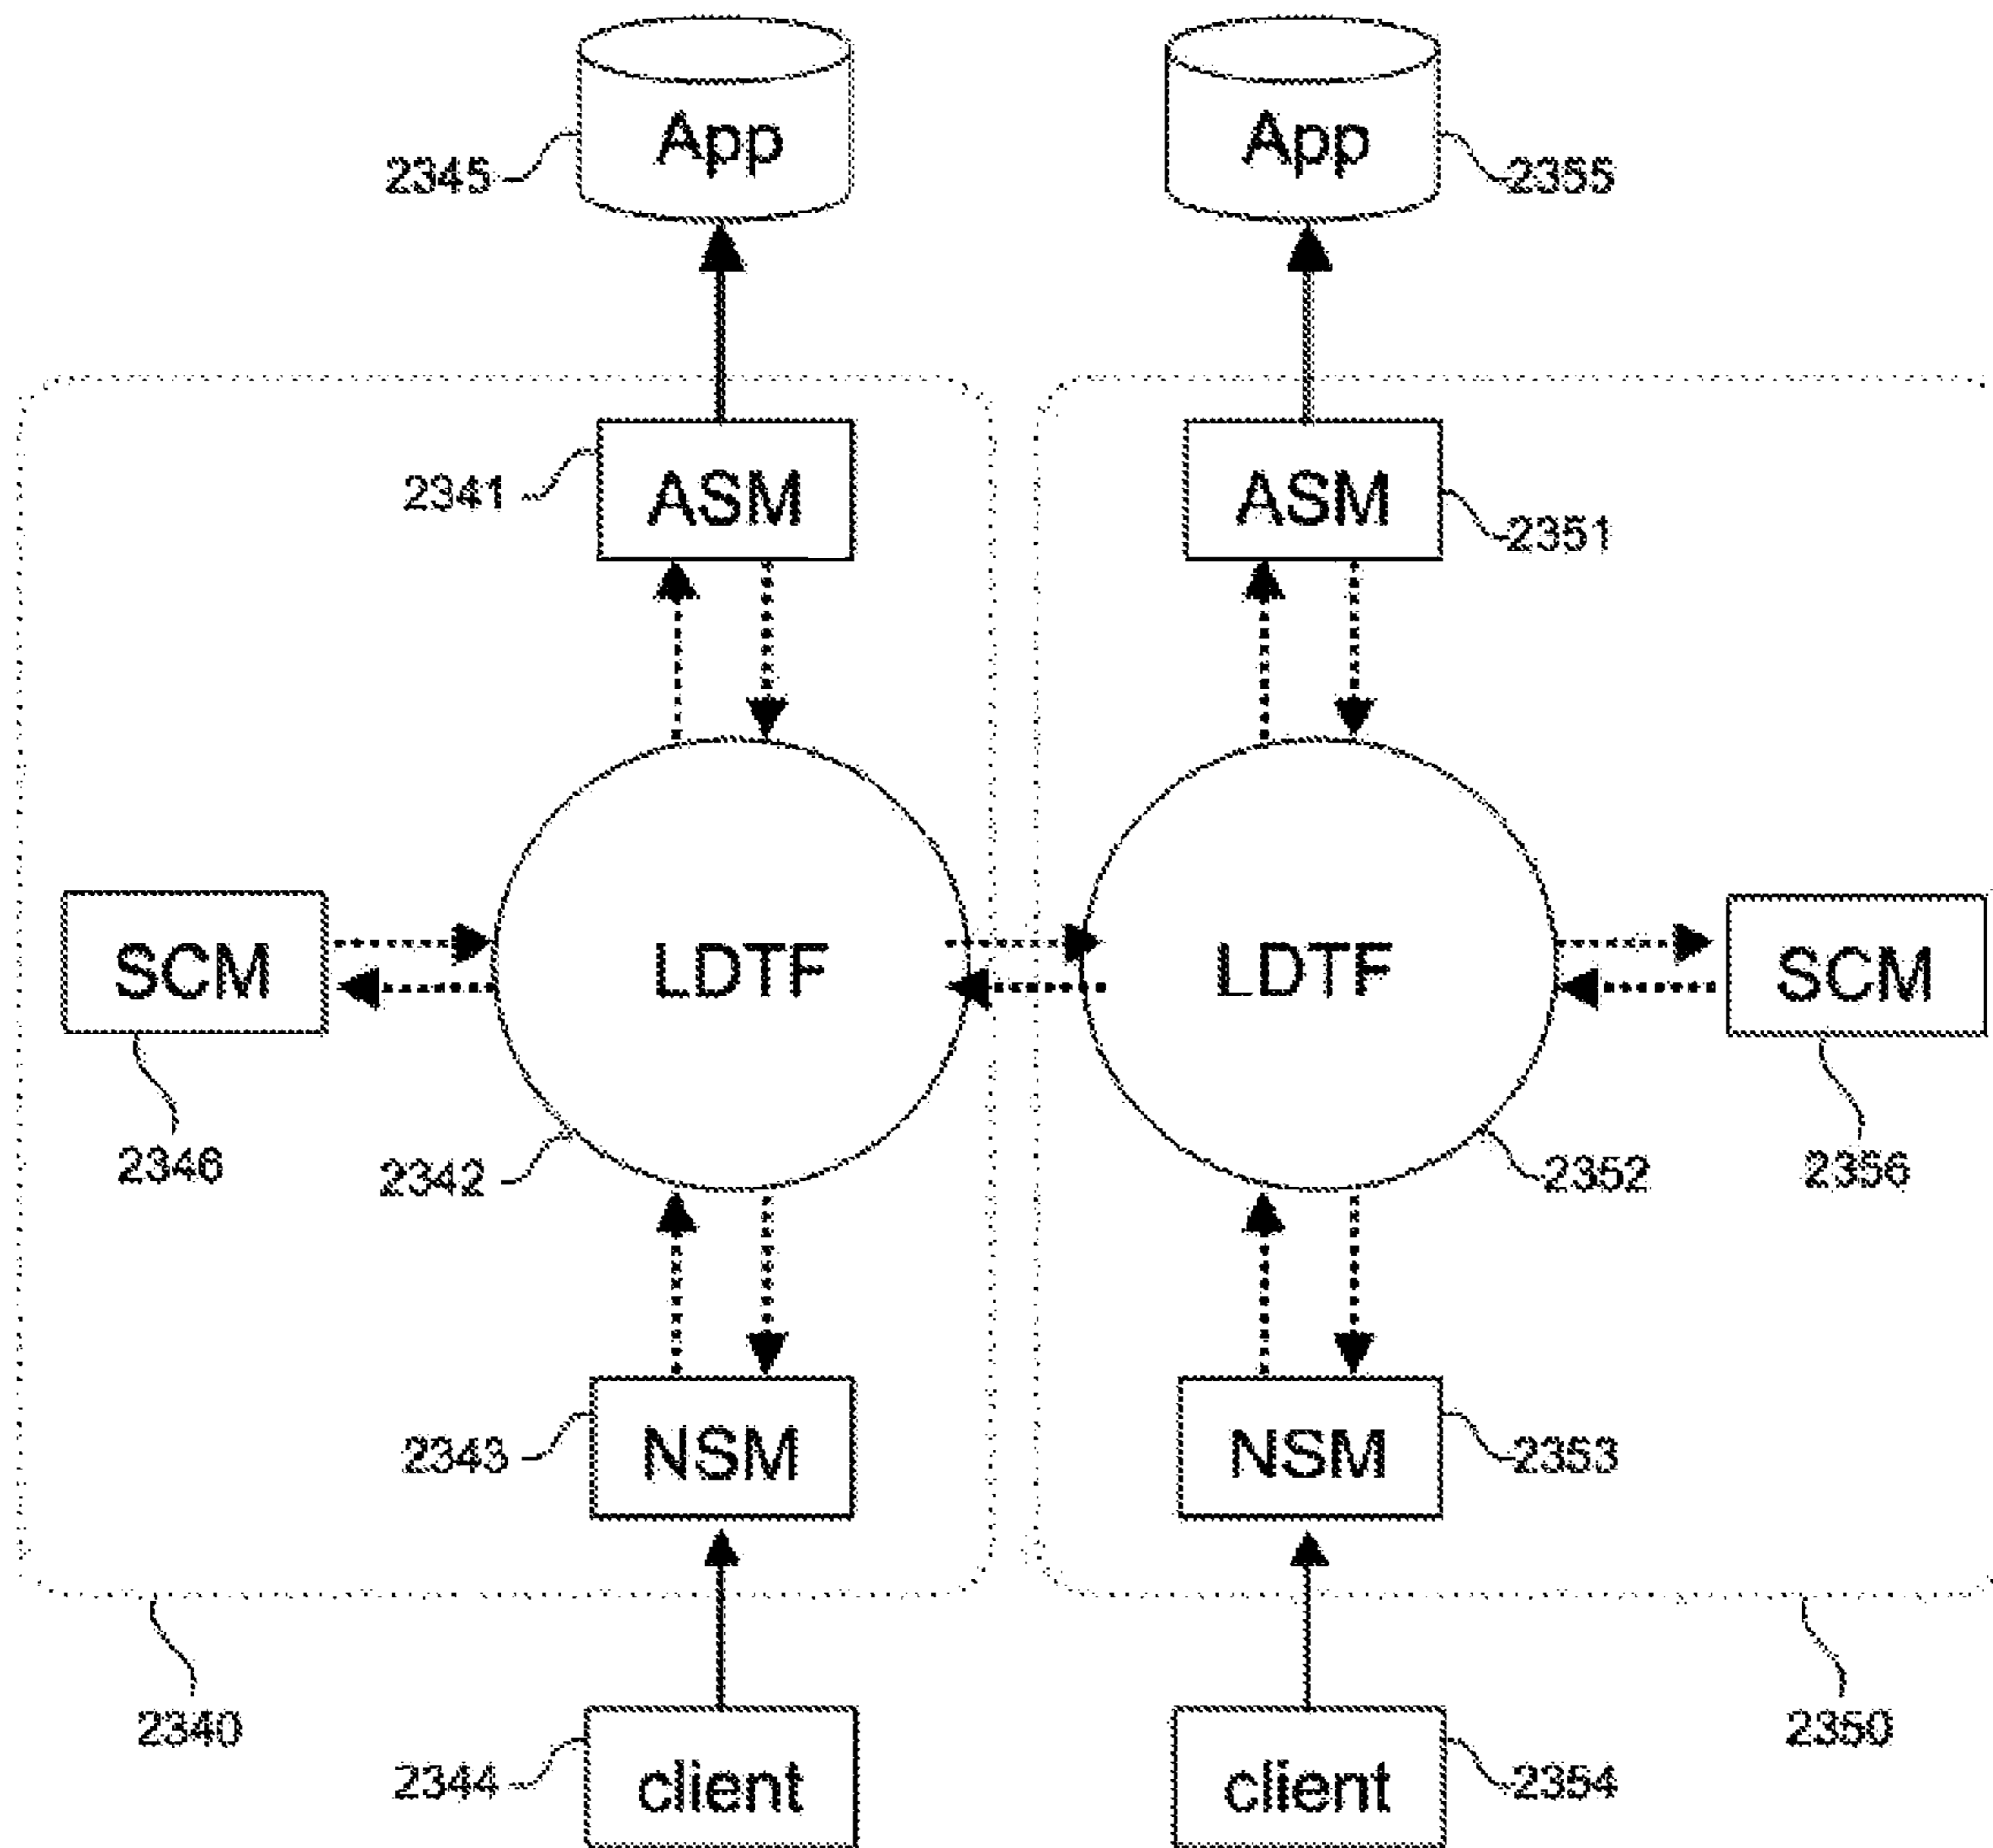 App
App
2345
2355
ASM
ASM
2341
2351
SCM
LDTF
LDTF
SCM
2346
2342
2352
2356
NSM
NSM
2343
2353
2340
2350
client
client
2344
2354